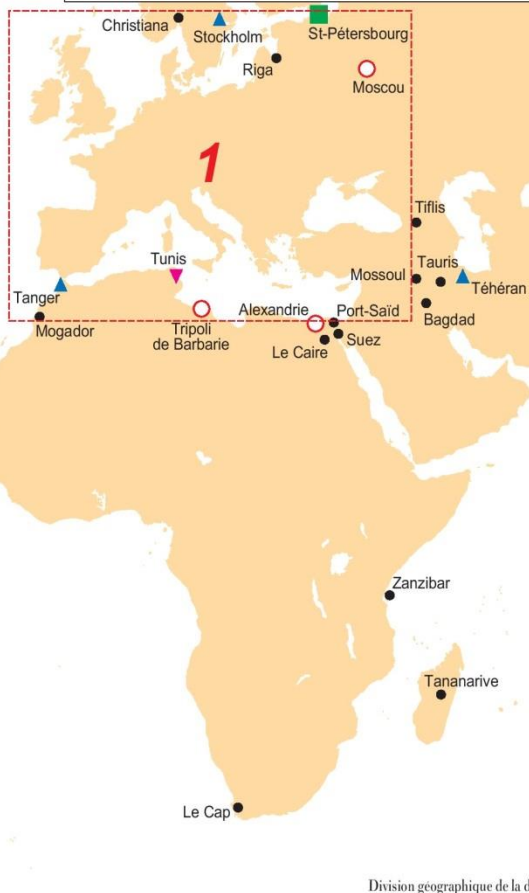 Christiana
Stockholm
St-Pétersbourg
Riga
Moscou
1
Tiflis
Tunis
Tauris
Mossoul
Téhéran
Tanger
Alexandrie
Port-Saïd
Bagdad
Mogador
Tripoli
de Barbarie
Suez
Le Caire
Zanzibar
Tananarive
Le Cap
Division géographique de la d